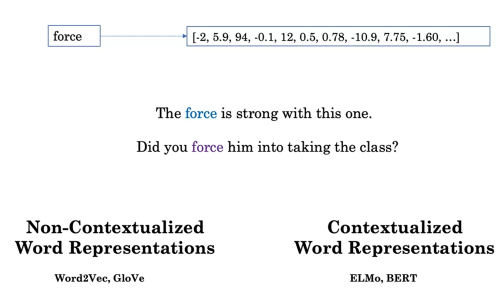 force
[-2, 5.9, 94, -0.1, 12, 0.5, 0.78, -10.9, 7.75, -1.60, ...]
The force is strong with this one.
Did you force him into taking the class?
Non-Contextualized
Word Representations
Word2Vec, GloVe
Contextualized
Word Representations
ELMo, BERT